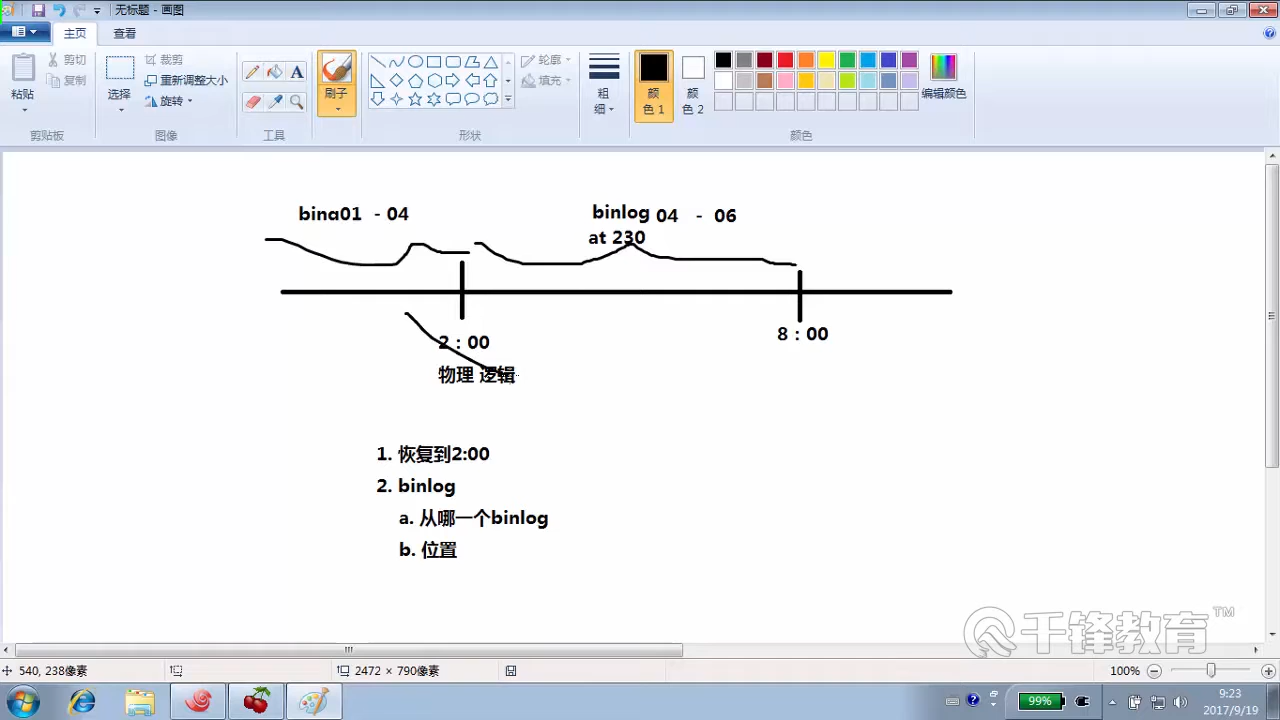 无标题 - 画图
主页
查看
粘贴
剪切
复制
剪贴板
选择
裁剪
重新调整大小
旋转
图像
A
工具
刷子
轮廓
填充
形状
粗
细
颜
色 1
颜
色 2
编辑颜色
颜色
bing01 - 04
binlog 04 - 06
at 230
2：00
8：00
物理 逻辑
1. 恢复到2:00
2. binlog
a. 从哪一个binlog
b. 位置
千锋教育 TM
540, 238像素
2472 × 790像素
100%
99%
9:23
2017/9/19